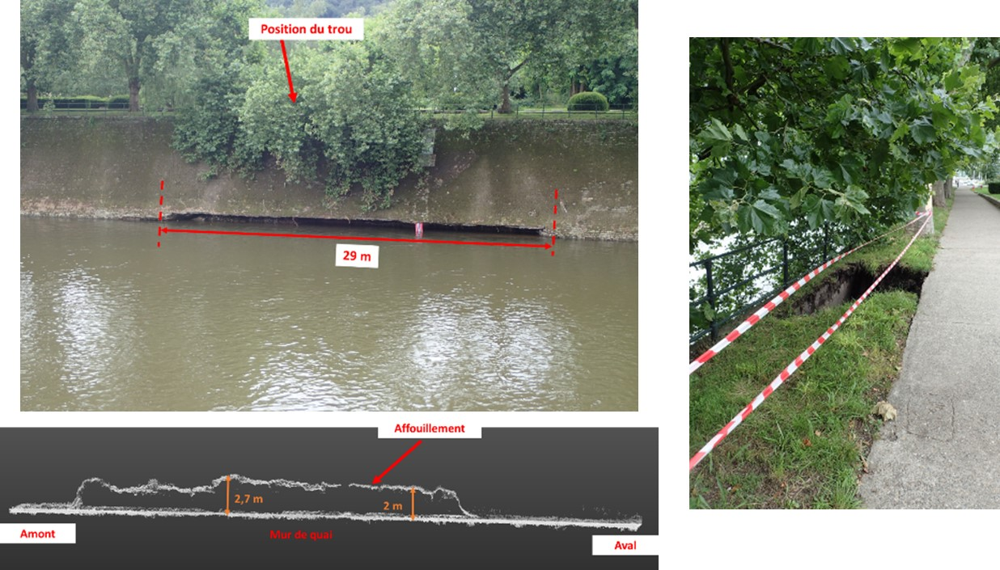 Position du trou
29 m
Affouillement
2,7 m
2 m
Amont
Mur de quai
Aval